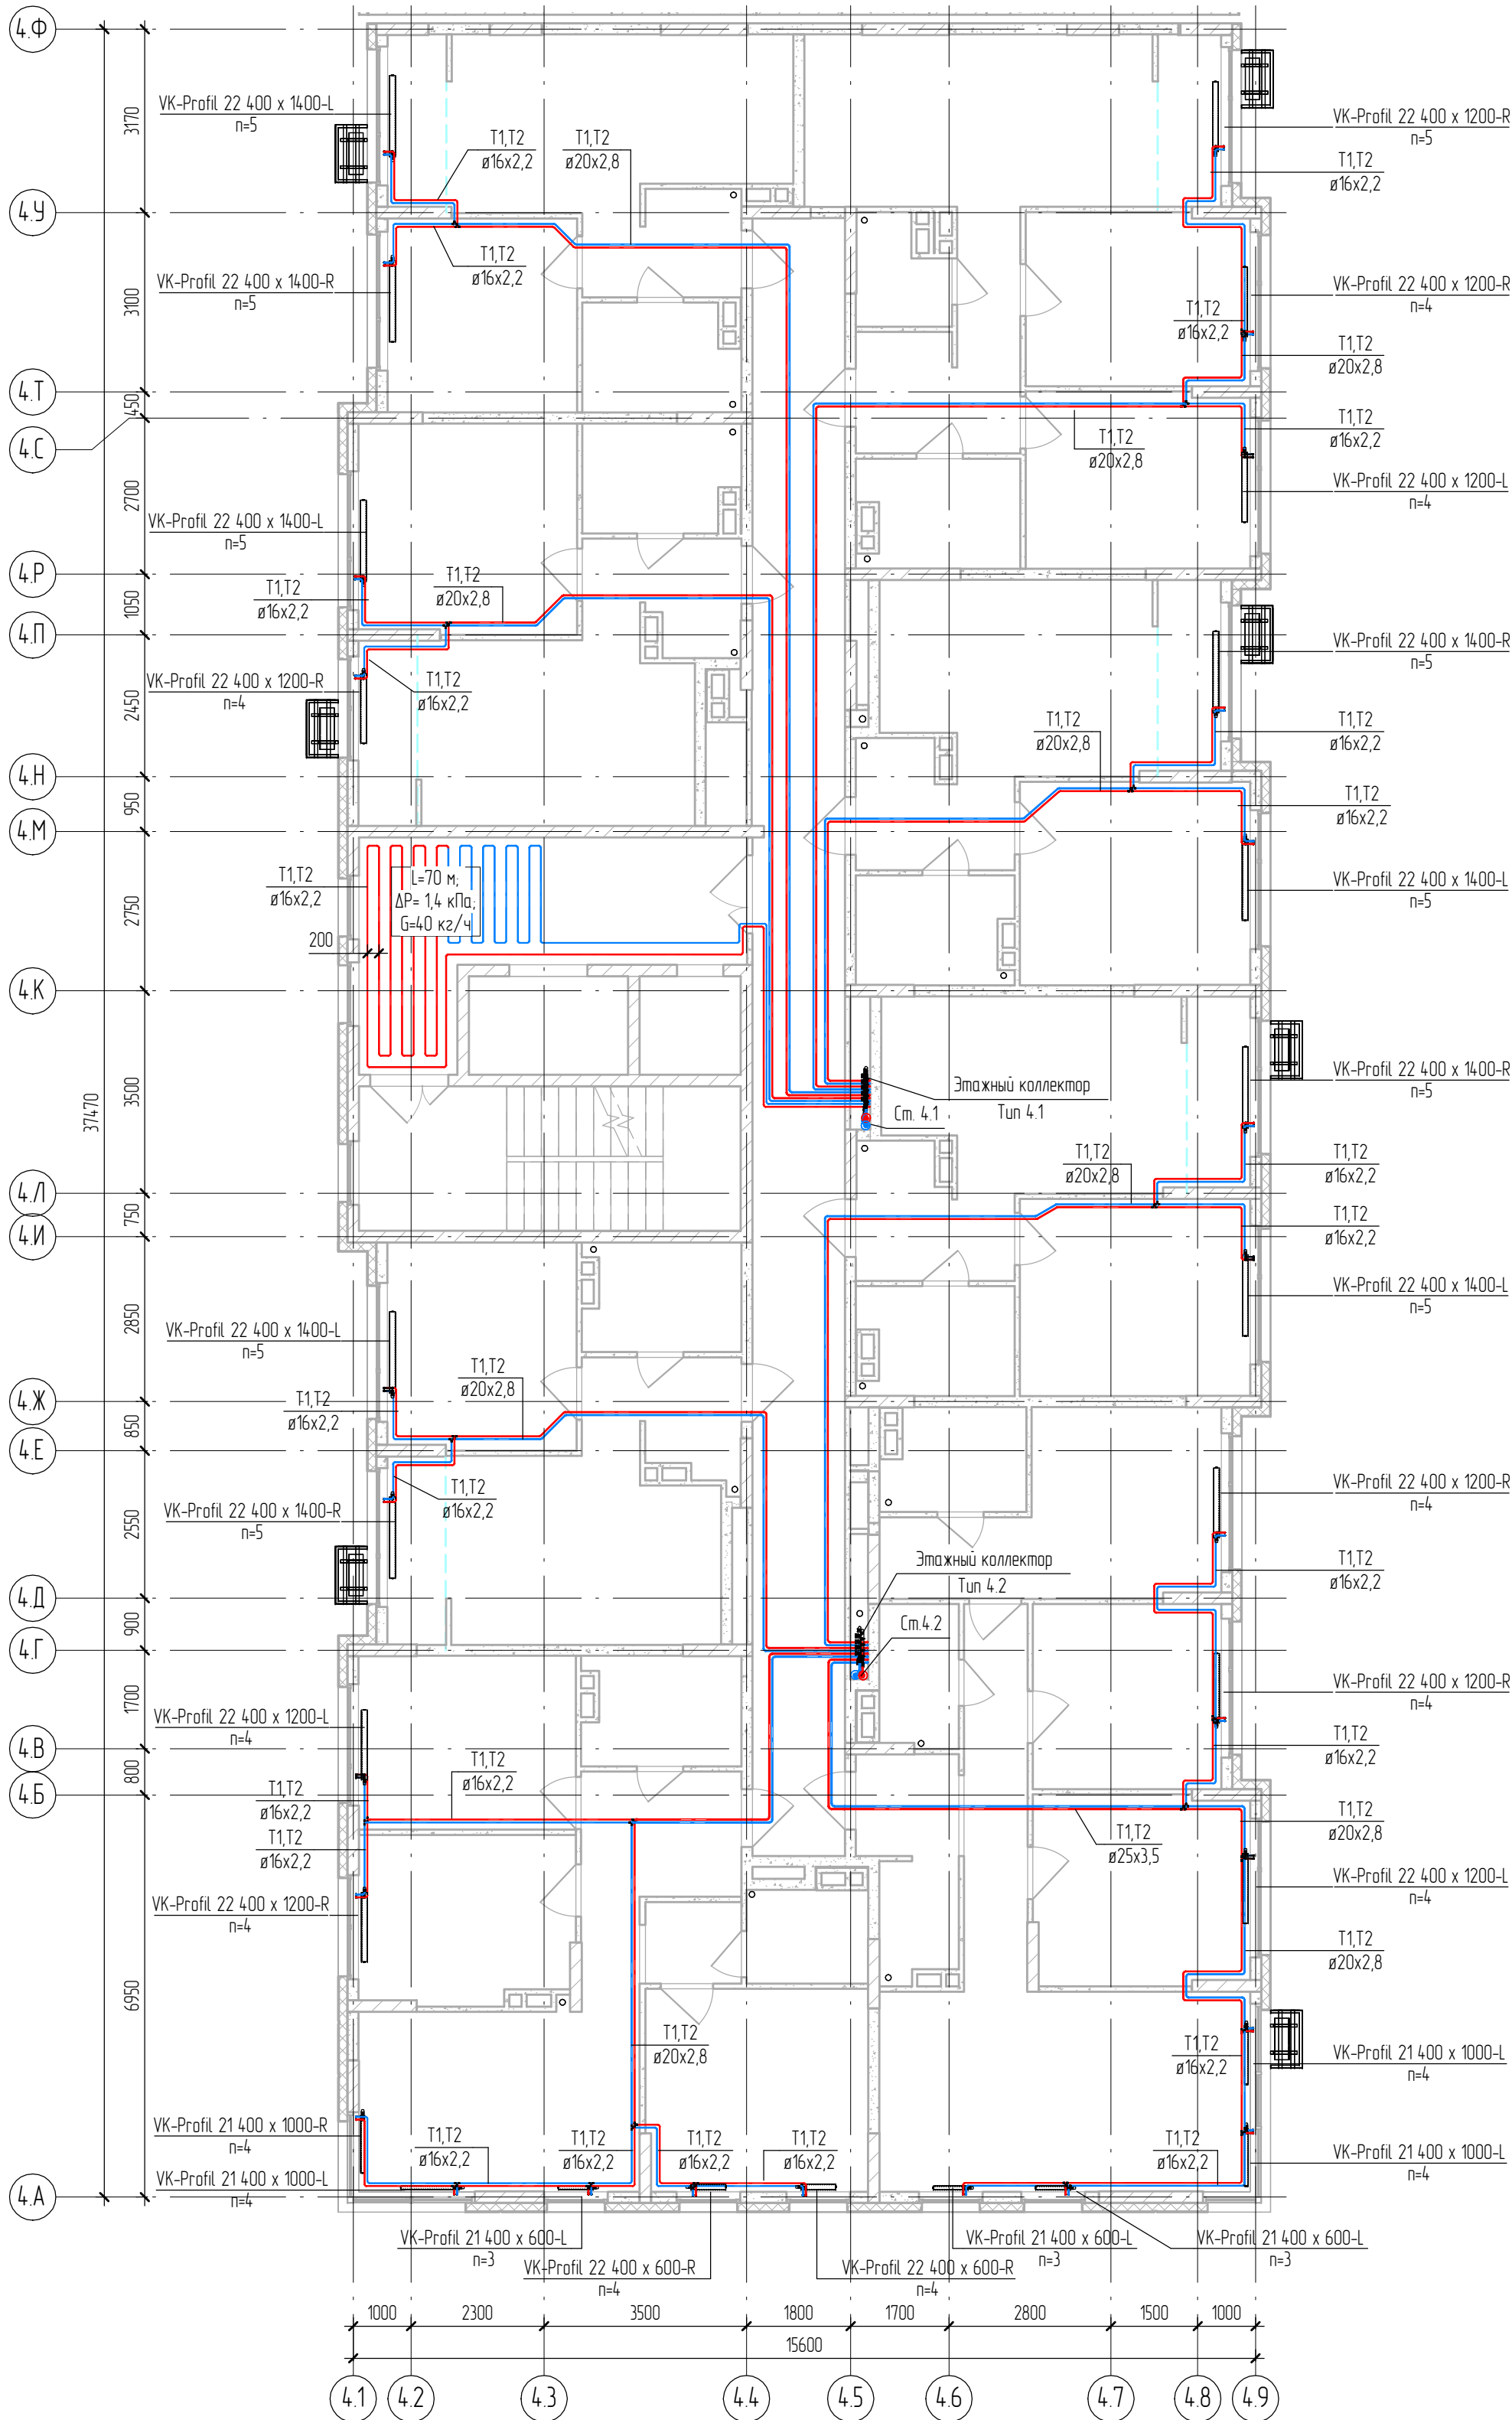 4.Ф
3170
VK-Profil 22 400 x 1400-L
n=5
T1,T2
ø16x2,2
T1,T2
ø20x2,8
VK-Profil 22 400 x 1200-R
n=5
T1,T2
ø16x2,2
4.У
T1,T2
ø16x2,2
3100
VK-Profil 22 400 x 1400-R
n=5
VK-Profil 22 400 x 1200-R
n=4
T1,T2
ø16x2,2
T1,T2
ø20x2,8
4.Т
450
4.С
T1,T2
ø16x2,2
T1,T2
ø20x2,8
2700
VK-Profil 22 400 x 1200-L
n=4
VK-Profil 22 400 x 1400-L
n=5
4.Р
1050
T1,T2
ø16x2,2
T1,T2
ø20x2,8
4.П
VK-Profil 22 400 x 1400-R
n=5
VK-Profil 22 400 x 1200-R
n=4
T1,T2
ø16x2,2
2450
T1,T2
ø20x2,8
T1,T2
ø16x2,2
4.Н
950
T1,T2
ø16x2,2
4.М
T1,T2
ø16x2,2
L=70 м;
ΔP= 1,4 кПа;
G=40 кг/ч
VK-Profil 22 400 x 1400-L
n=5
2750
200
4.К
37470
3500
Этажный коллектор
Тип 4.1
Ст. 4.1
VK-Profil 22 400 x 1400-R
n=5
T1,T2
ø20x2,8
T1,T2
ø16x2,2
4.Л
750
4.И
T1,T2
ø16x2,2
2850
VK-Profil 22 400 x 1400-L
n=5
VK-Profil 22 400 x 1400-L
n=5
T1,T2
ø20x2,8
4.Ж
T1,T2
ø16x2,2
850
4.Е
VK-Profil 22 400 x 1200-R
n=4
T1,T2
ø16x2,2
VK-Profil 22 400 x 1400-R
n=5
2550
Этажный коллектор
Тип 4.2
T1,T2
ø16x2,2
4.Д
900
Ст.4.2
4.Г
1700
VK-Profil 22 400 x 1200-R
n=4
VK-Profil 22 400 x 1200-L
n=4
4.В
800
T1,T2
ø16x2,2
T1,T2
ø16x2,2
4.Б
T1,T2
ø16x2,2
T1,T2
ø20x2,8
T1,T2
ø16x2,2
T1,T2
ø25x3,5
VK-Profil 22 400 x 1200-R
n=4
VK-Profil 22 400 x 1200-L
n=4
T1,T2
ø20x2,8
6950
T1,T2
ø20x2,8
T1,T2
ø16x2,2
VK-Profil 21 400 x 1000-L
n=4
VK-Profil 21 400 x 1000-R
n=4
T1,T2
ø16x2,2
T1,T2
ø16x2,2
T1,T2
ø16x2,2
T1,T2
ø16x2,2
T1,T2
ø16x2,2
VK-Profil 21 400 x 1000-L
n=4
VK-Profil 21 400 x 1000-L
n=4
4.А
VK-Profil 21 400 x 600-L
n=3
VK-Profil 22 400 x 600-R
n=4
VK-Profil 22 400 x 600-R
n=4
VK-Profil 21 400 x 600-L
n=3
VK-Profil 21 400 x 600-L
n=3
1000 2300 3500 1800 1700 2800 1500 1000
15600
4.1 4.2 4.3 4.4 4.5 4.6 4.7 4.8 4.9